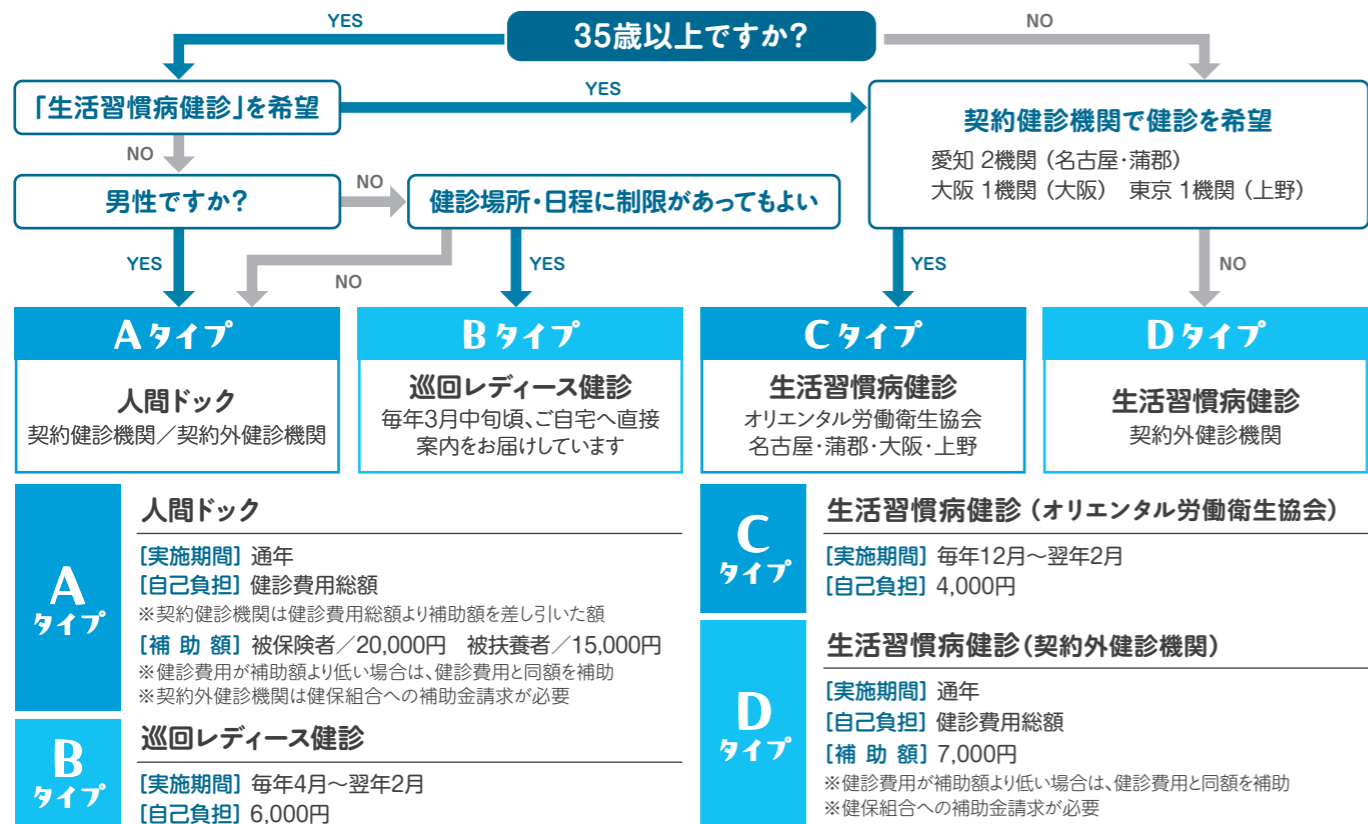 35歳以上ですか?
YES
NO
「生活習慣病健診」を希望
YES
契約健診機関で健診を希望
愛知 2機関（名古屋・蒲郡）
大阪 1機関（大阪） 東京 1機関（上野）
NO
男性ですか?
NO
健診場所・日程に制限があってもよい
YES
NO
YES
YES
NO
Aタイプ
人間ドック
契約健診機関／契約外健診機関
Bタイプ
巡回レディース健診
毎年3月中旬頃、ご自宅へ直接
案内をお届けしています
Cタイプ
生活習慣病健診
オリエンタル労働衛生協会
名古屋・蒲郡・大阪・上野
Dタイプ
生活習慣病健診
契約外健診機関
A
タイプ
人間ドック
[実施期間] 通年
[自己負担] 健診費用総額
※契約健診機関は健診費用総額より補助額を差し引いた額
[補 助 額] 被保険者／20,000円 被扶養者／15,000円
※健診費用が補助額より低い場合は、健診費用と同額を補助
※契約外健診機関は健保組合への補助金請求が必要
B
タイプ
巡回レディース健診
[実施期間] 毎年4月～翌年2月
[自己負担] 6,000円
C
タイプ
生活習慣病健診（オリエンタル労働衛生協会）
[実施期間] 毎年12月～翌年2月
[自己負担] 4,000円
D
タイプ
生活習慣病健診（契約外健診機関）
[実施期間] 通年
[自己負担] 健診費用総額
[補 助 額] 7,000円
※健診費用が補助額より低い場合は、健診費用と同額を補助
※健保組合への補助金請求が必要